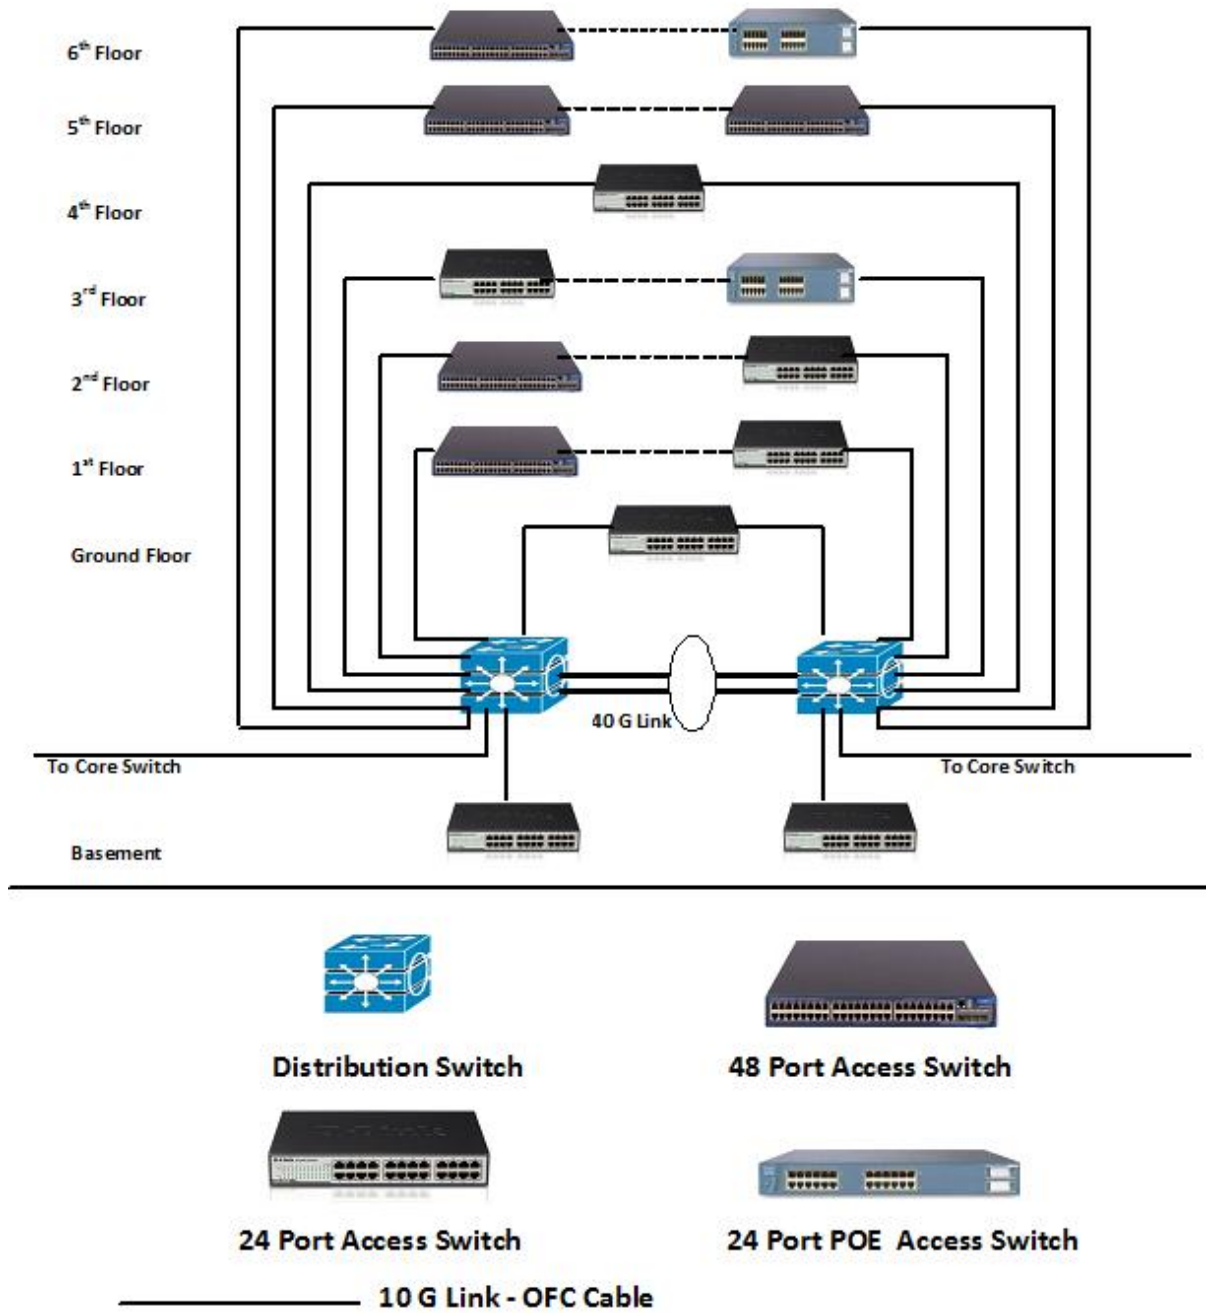 6th Floor
5th Floor
4th Floor
3rd Floor
2nd Floor
1st Floor
Ground Floor
40 G Link
To Core Switch
To Core Switch
Basement
Distribution Switch
48 Port Access Switch
24 Port Access Switch
24 Port POE Access Switch
10 G Link - OFC Cable